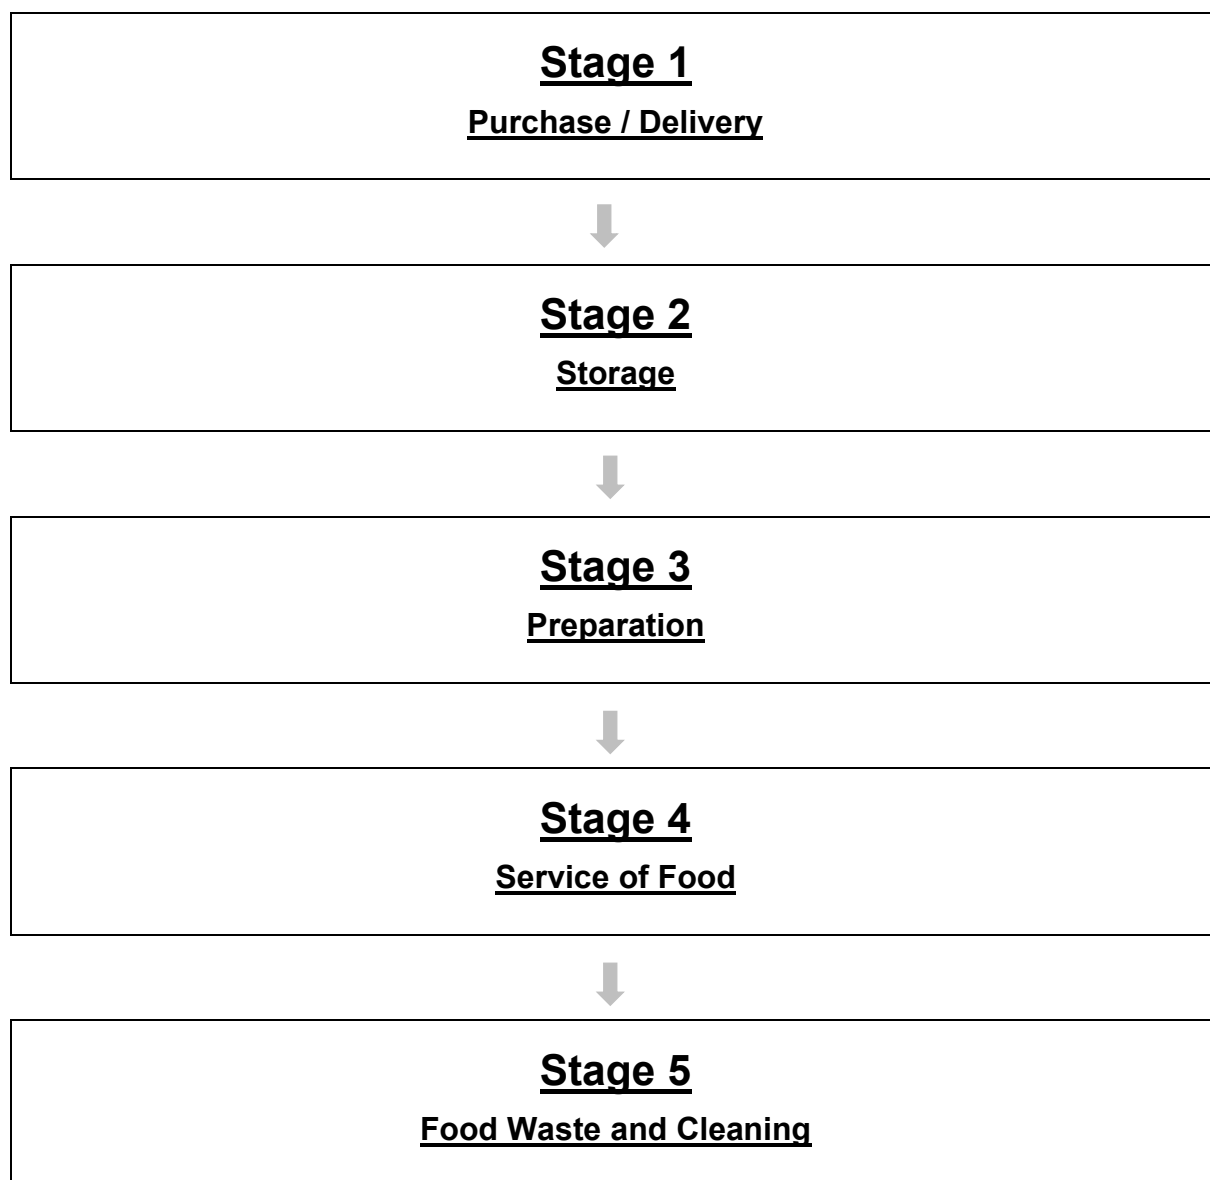 Stage 1
Purchase / Delivery
Stage 2
Storage
Stage 3
Preparation
Stage 4
Service of Food
Stage 5
Food Waste and Cleaning